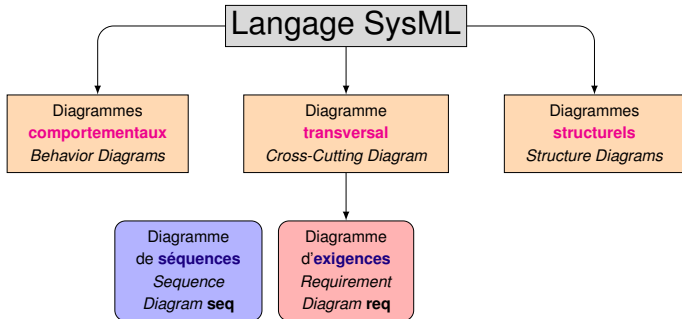 Langage SysML
Diagrammes
comportementaux
Behavior Diagrams
Diagramme
transversal
Cross-Cutting Diagram
Diagrammes
structurels
Structure Diagrams
Diagramme
de séquences
Sequence
Diagram seq
Diagramme
d'exigences
Requirement
Diagram req